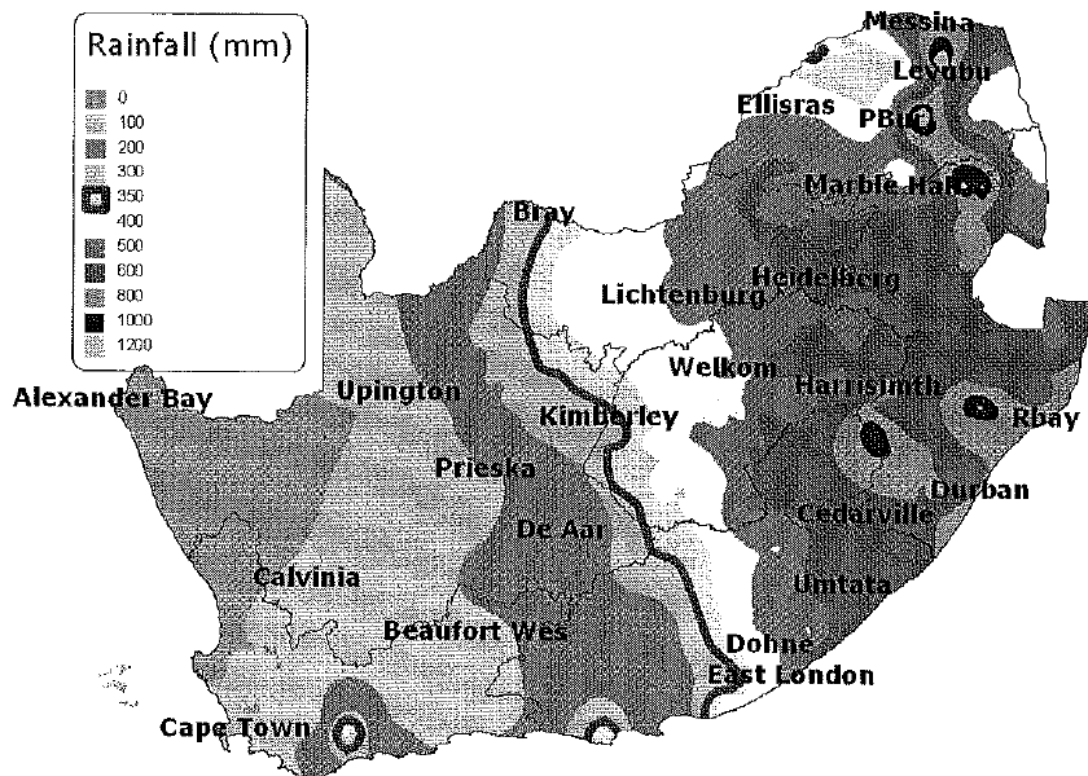 Rainfall (mm)
0
100
200
300
350
400
500
600
800
1000
1200
Messina
Levubu
Ellisras
PBur
Marble Hall
Bray
Heidelberg
Lichtenburg
Welkom
Alexander Bay
Upington
Harrisimth
Kimberley
Rbay
Prieska
Durban
De Aar
Cedarville
Calvinia
Umtata
Beaufort Wes
Dohne
East London
Cape Town